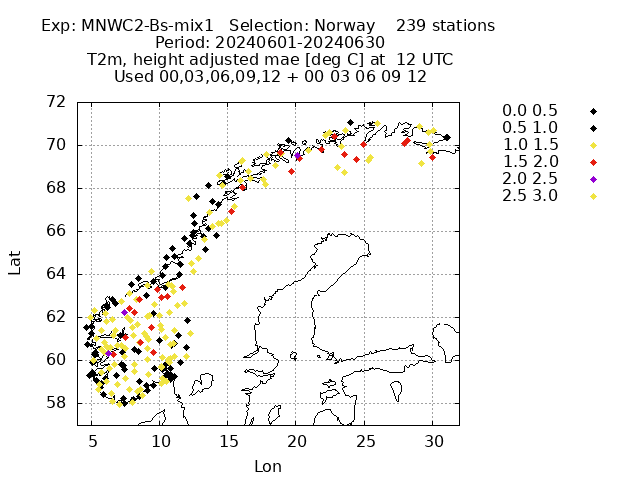 Exp: MNWC2-Bs-mix1   Selection: Norway    239 stations
Period: 20240601-20240630
T2m, height adjusted mae [deg C] at  12 UTC
Used 00,03,06,09,12 + 00 03 06 09 12
72
70
68
66
64
62
60
58
Lat
5 10 15 20 25 30
Lon
0.0 0.5
0.5 1.0
1.0 1.5
1.5 2.0
2.0 2.5
2.5 3.0